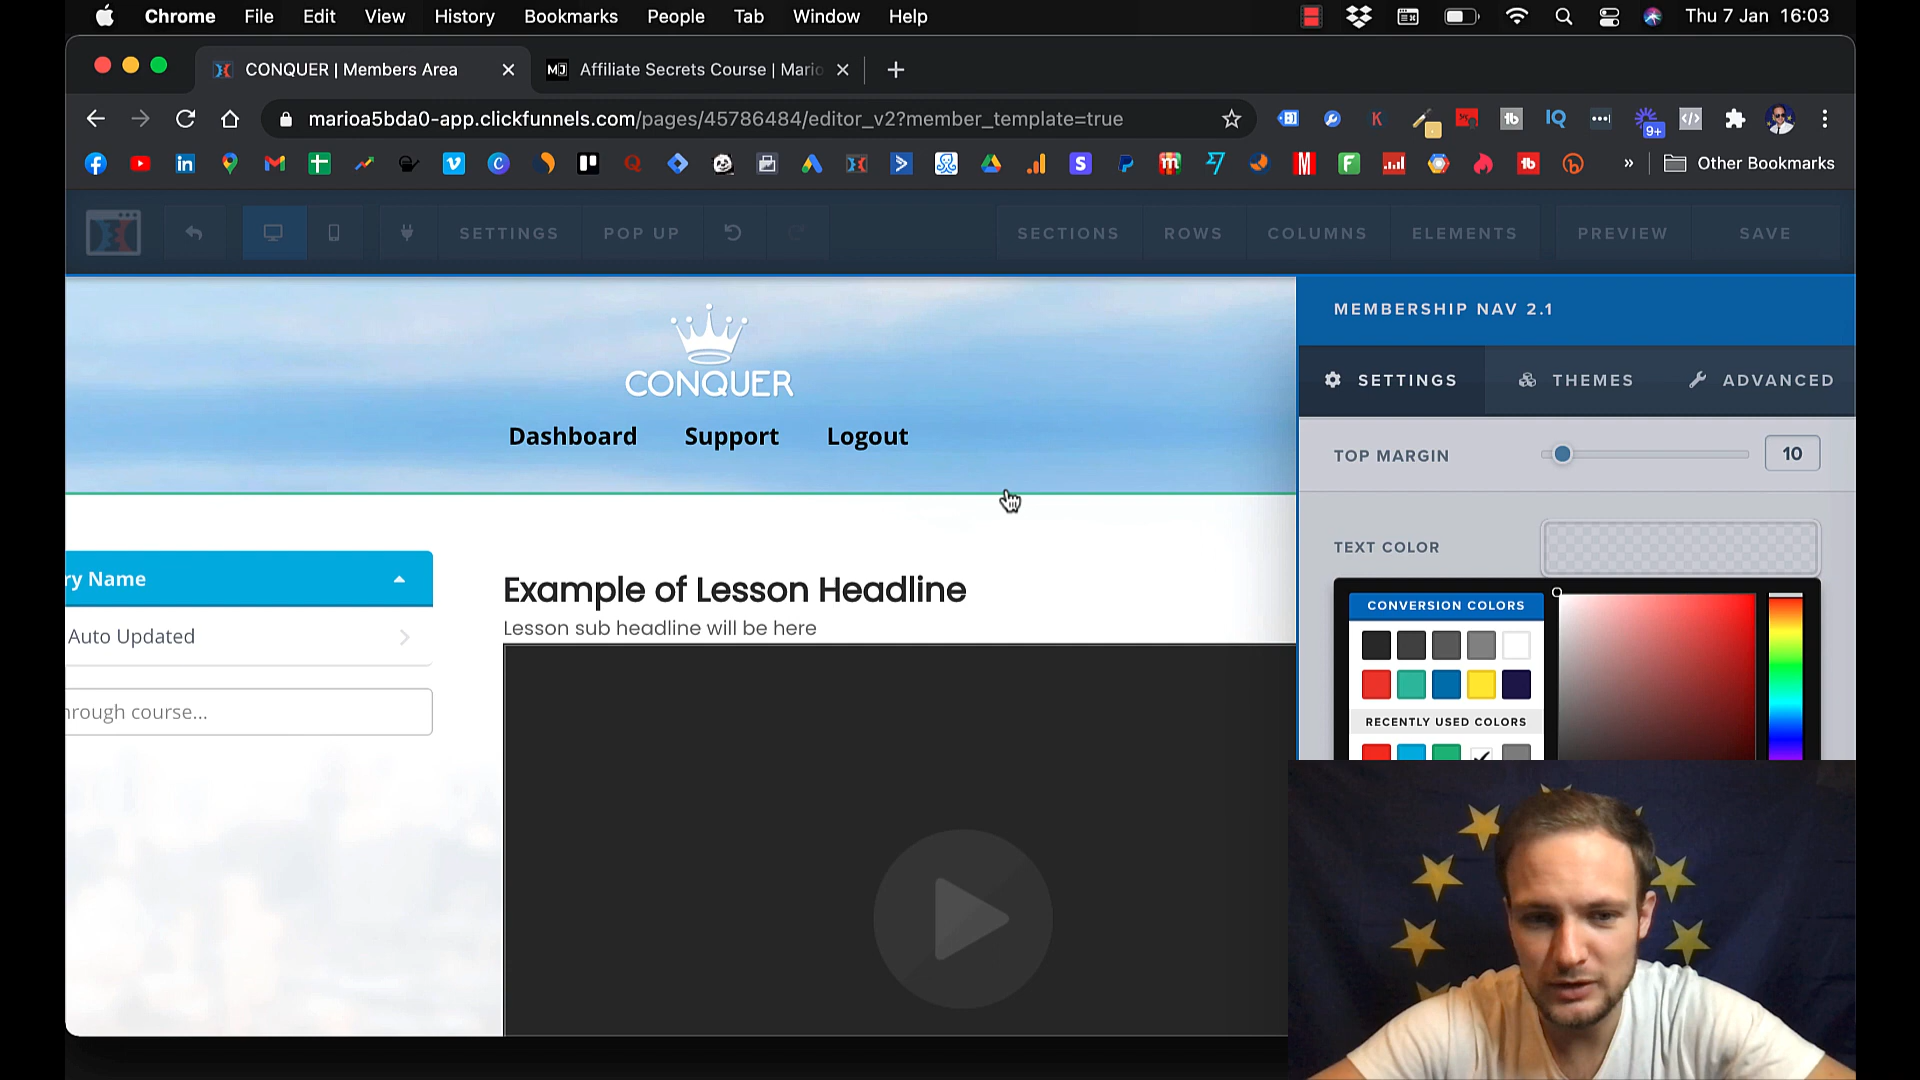 Chrome File Edit View History Bookmarks People Tab Window Help Thu 7 Jan 16:03
CONQUER | Members Area
Affiliate Secrets Course | Mario
marioa5bda0-app.clickfunnels.com/pages/45786484/editor_v2?member_template=true
9+
» Other Bookmarks
SETTINGS POP UP SECTIONS ROWS COLUMNS ELEMENTS PREVIEW SAVE
CONQUER
Dashboard Support Logout
ry Name
Auto Updated
hrough course...
Example of Lesson Headline
Lesson sub headline will be here
MEMBERSHIP NAV 2.1
SETTINGS THEMES ADVANCED
TOP MARGIN 10
TEXT COLOR
CONVERSION COLORS
RECENTLY USED COLORS